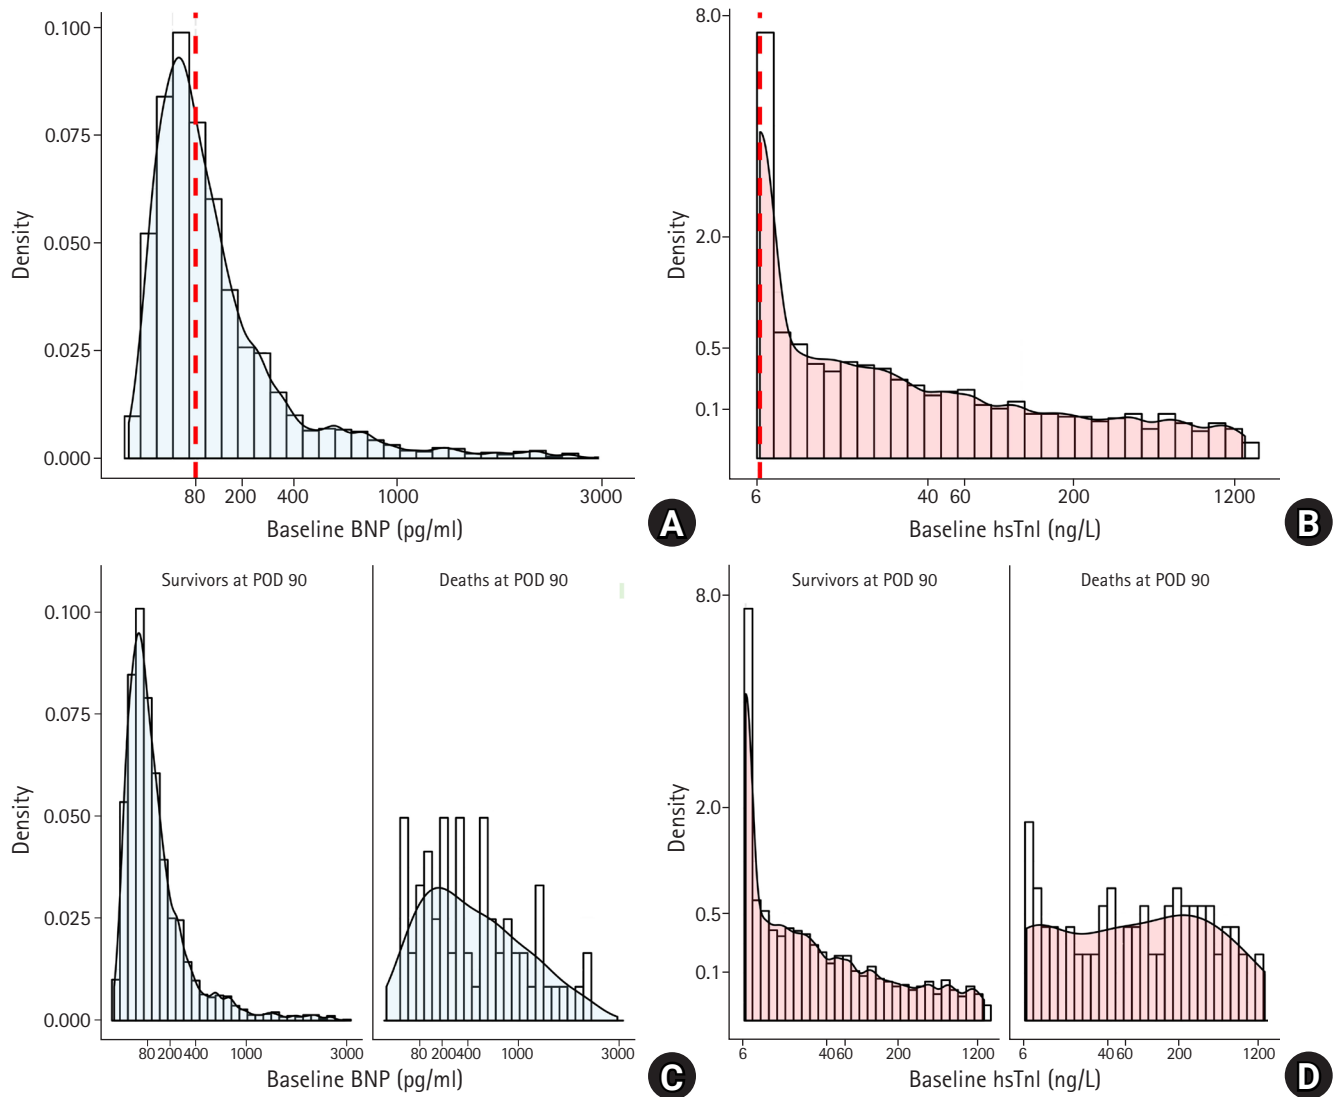 0.100
0.075
0.050
0.025
0.000
Density
80 200 400 1000 3000
Baseline BNP (pg/ml)
A
8.0
2.0
0.5
0.1
Density
6 40 60 200 1200
Baseline hsTnI (ng/L)
B
Survivors at POD 90 Deaths at POD 90
0.100
0.075
0.050
0.025
0.000
Density
80 200 400 1000 3000 80 200 400 1000 3000
Baseline BNP (pg/ml)
C
Survivors at POD 90 Deaths at POD 90
8.0
2.0
0.5
0.1
Density
6 40 60 200 1200 6 40 60 200 1200
Baseline hsTnI (ng/L)
D